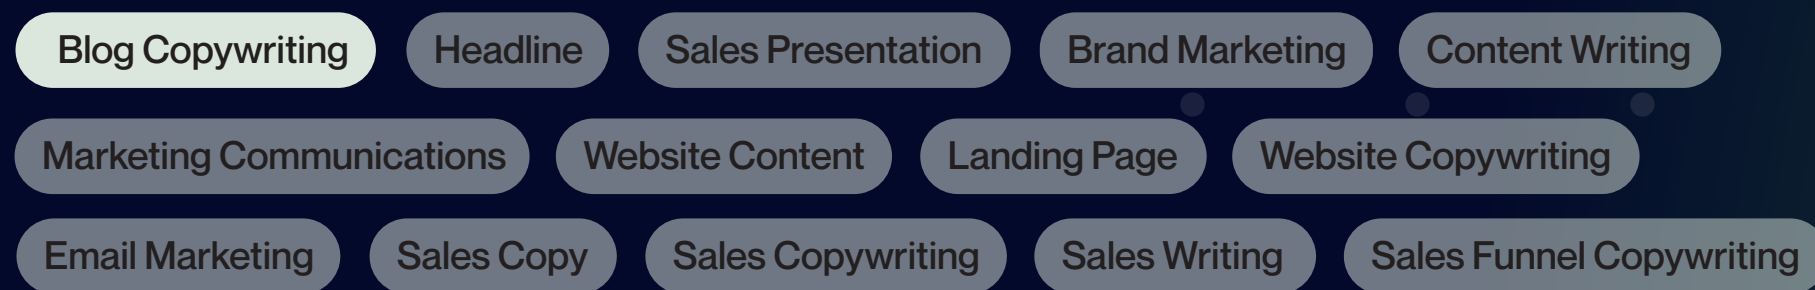 Blog Copywriting Headline Sales Presentation Brand Marketing Content Writing
Marketing Communications Website Content Landing Page Website Copywriting
Email Marketing Sales Copy Sales Copywriting Sales Writing Sales Funnel Copywriting